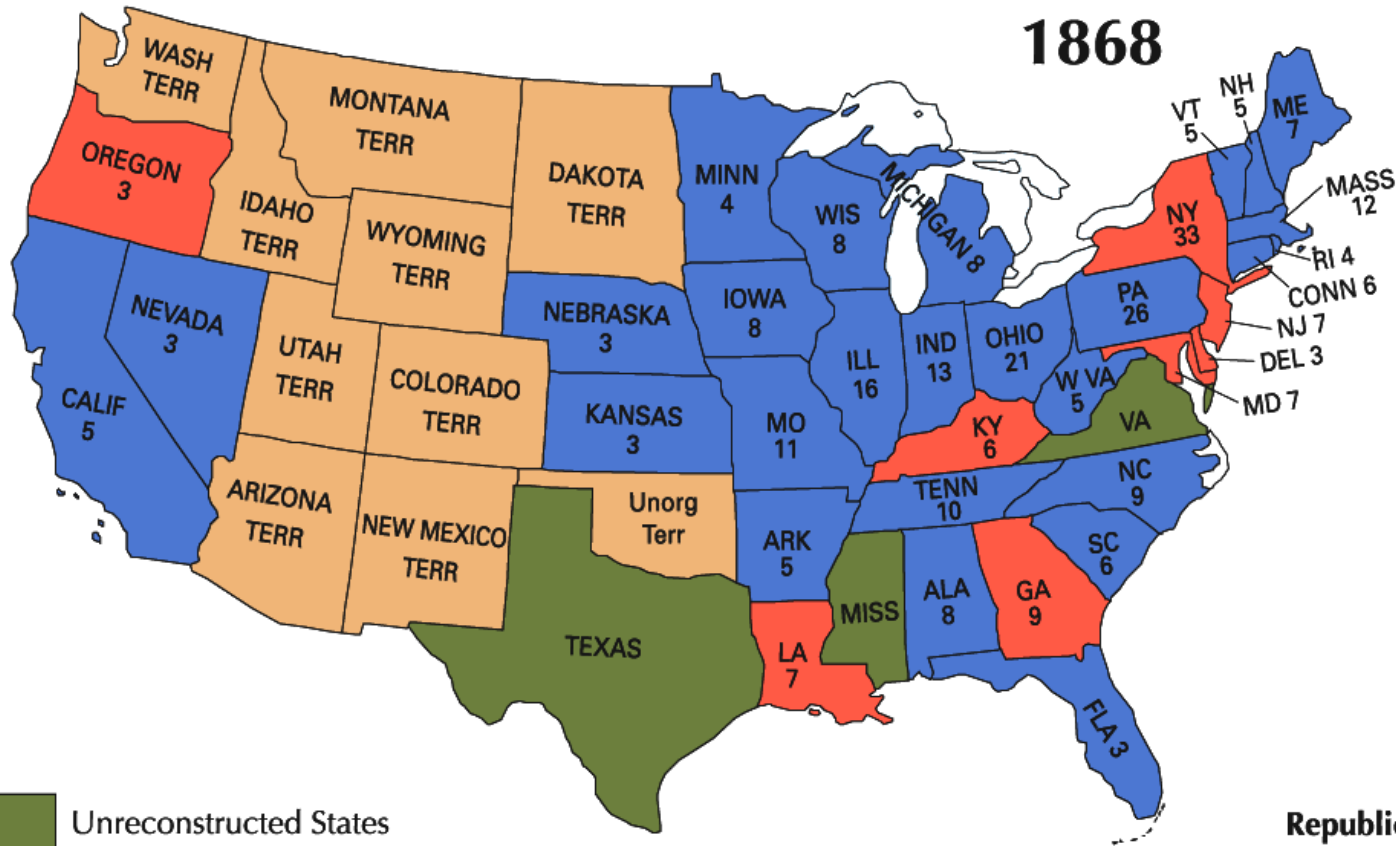 1868
WASH
TERR
MONTANA
TERR
OREGON
3
IDAHO
TERR
WYOMING
TERR
DAKOTA
TERR
MINN
4
WIS
8
MICHIGAN 8
VT
5
NH
5
ME
7
MASS
12
NY
33
RI 4
CONN 6
NJ 7
DEL 3
MD 7
PA
26
NEVADA
3
CALIF
5
UTAH
TERR
COLORADO
TERR
NEBRASKA
3
KANSAS
3
IOWA
8
MO
11
ILL
16
IND
13
OHIO
21
W VA
5
VA
KY
6
TENN
10
NC
9
SC
6
GA
9
ALA
8
MISS
ARK
5
LA
7
FLA 3
ARIZONA
TERR
NEW MEXICO
TERR
Unorg
Terr
TEXAS
Unreconstructed States
Republic